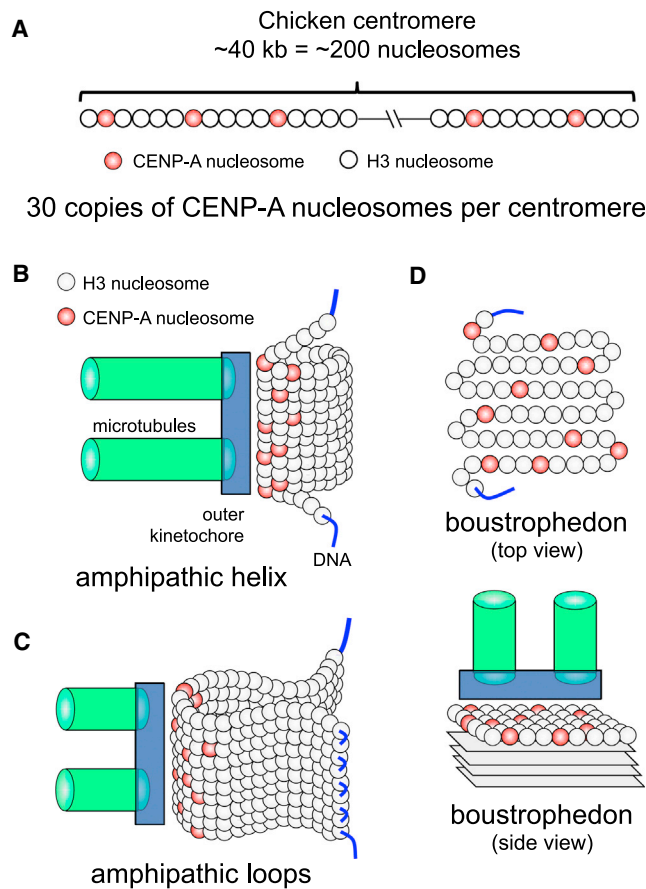 A
Chicken centromere
~40 kb = ~200 nucleosomes
CENP-A nucleosome
H3 nucleosome
30 copies of CENP-A nucleosomes per centromere
B
H3 nucleosome
CENP-A nucleosome
microtubules
outer
kinetochore
DNA
amphipathic helix
C
amphipathic loops
D
boustrophedon
(top view)
boustrophedon
(side view)